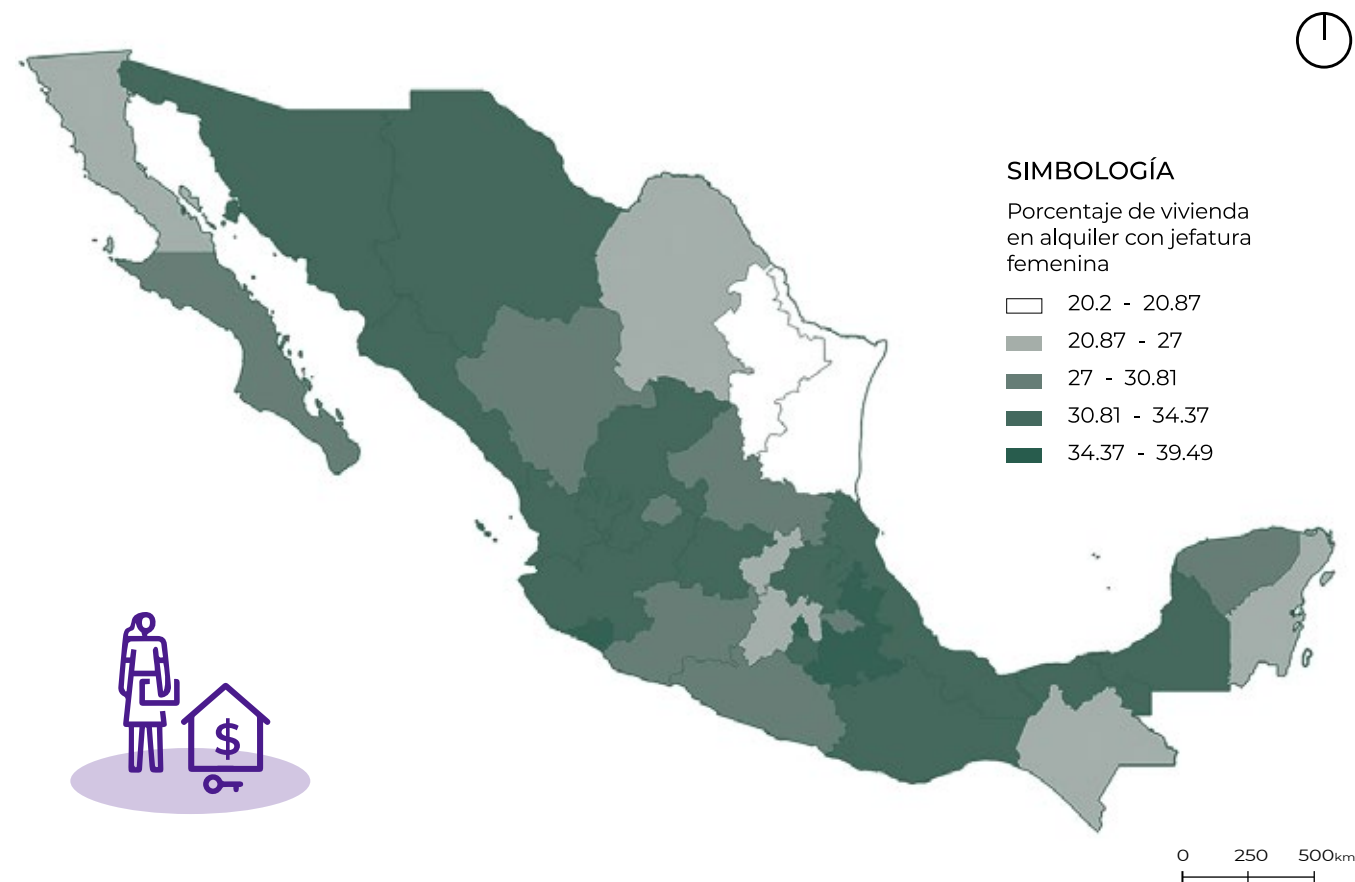 SIMBOLOGÍA
Porcentaje de vivienda
en alquiler con jefatura
femenina
20.2 - 20.87
20.87 - 27
27 - 30.81
30.81 - 34.37
34.37 - 39.49
$
0 250 500km